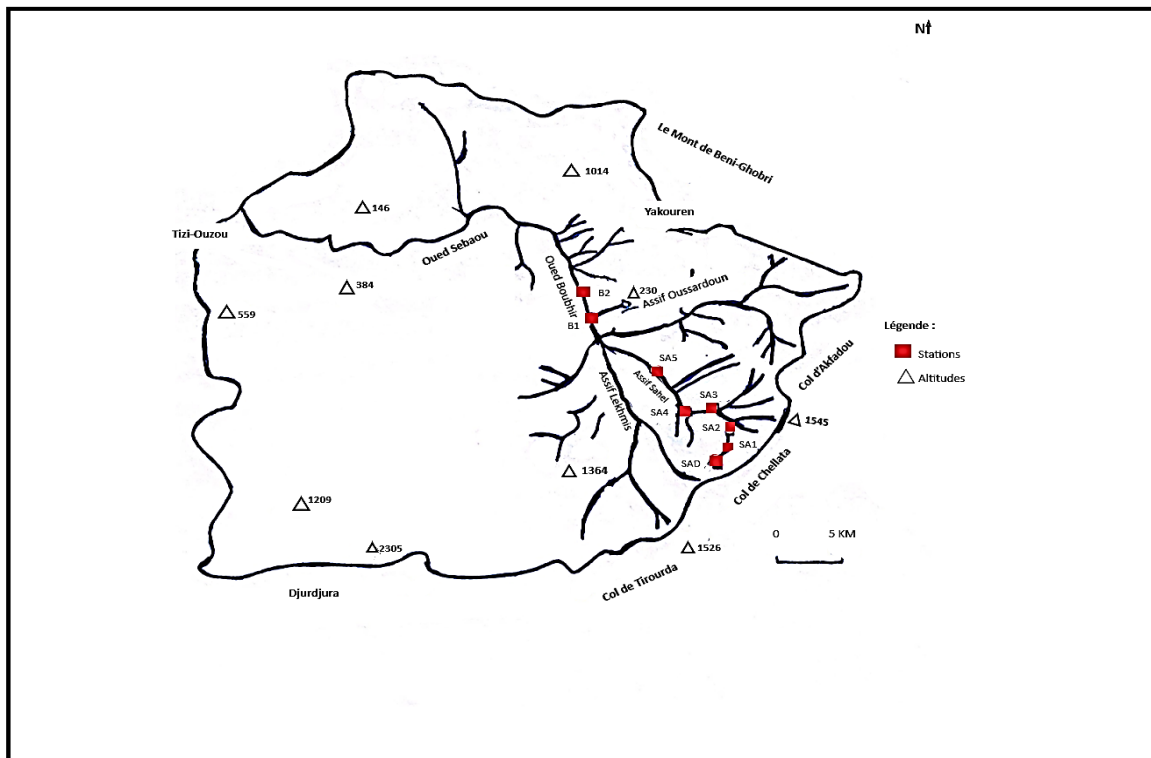 N
Le Mont de Beni-Ghobri
1014
146
Yakouren
Tizi-Ouzou
Oued Sebaou
384
Oued Boubhir
B2
230
Assif Oussardoun
559
B1
Légende :
Stations
Altitudes
SA5
Assif Sahel
Col d'Akfadou
Assif Lekhmis
SA3
SA4
SA2
1545
SA1
SAD
Col de Chellata
1364
1209
0 5 KM
2305
1526
Djurdjura
Col de Tirourda